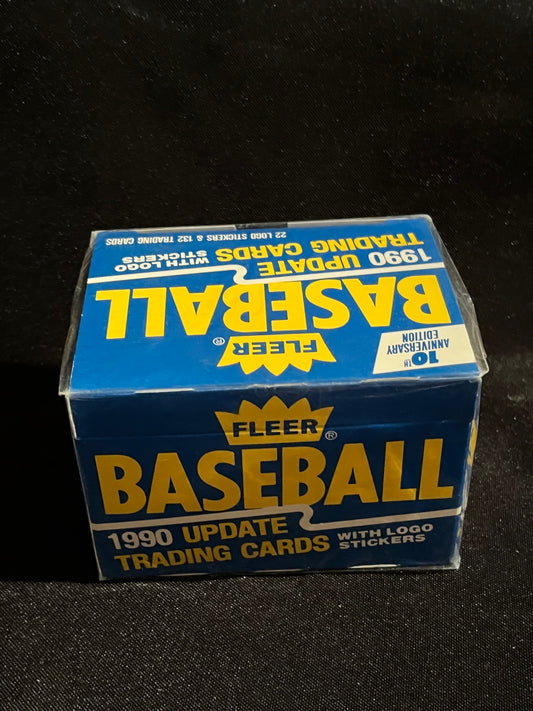 22 LOGO STICKERS & 132 TRADING CARDS
1990 UPDATE
TRADING CARDS
WITH LOGO
STICKERS
BASEBALL
FLEER®
10TH
ANNIVERSARY
EDITION
FLEER®
BASEBALL
1990 UPDATE
TRADING CARDS
WITH LOGO
STICKERS